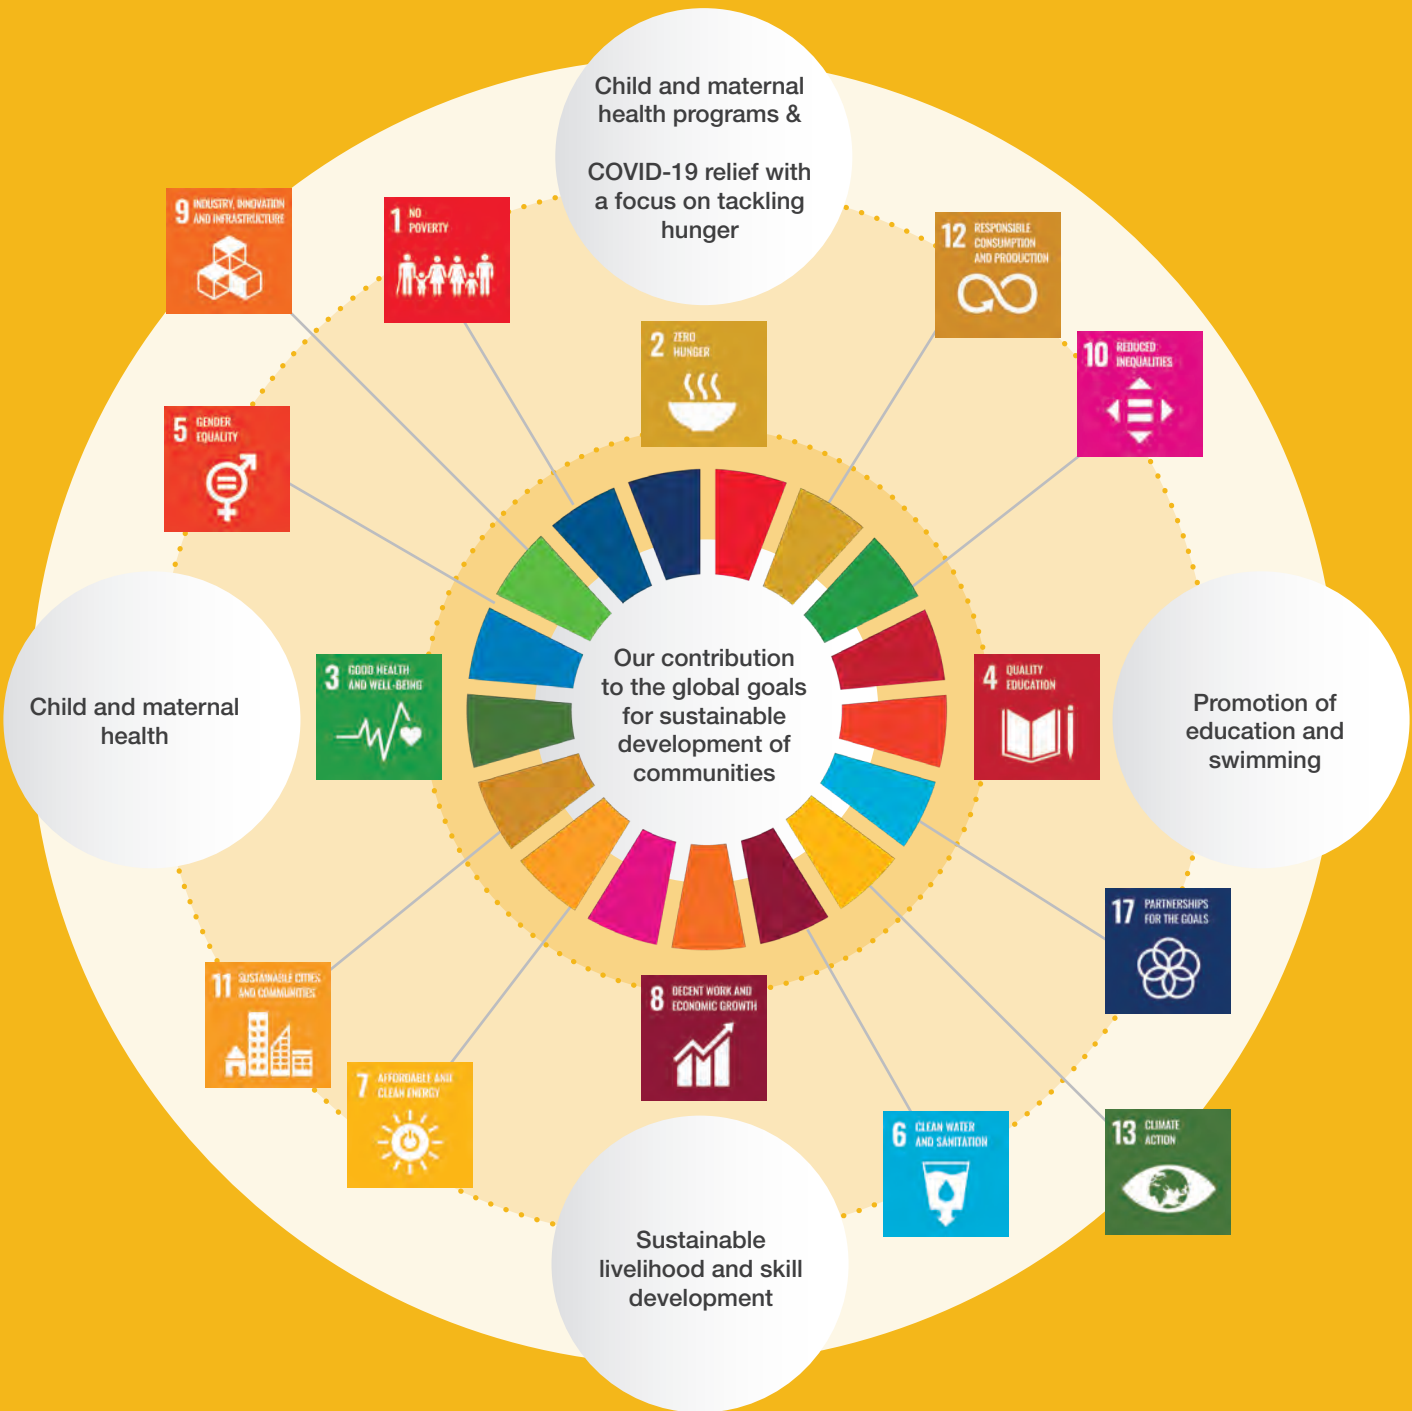 Child and maternal
health programs &
COVID-19 relief with
a focus on tackling
hunger
9 INDUSTRY, INNOVATION
AND INFRASTRUCTURE
1 NO
POVERTY
12 RESPONSIBLE
CONSUMPTION
AND PRODUCTION
2 ZERO
HUNGER
10 REDUCED
INEQUALITIES
5 GENDER
EQUALITY
Child and maternal
health
3 GOOD HEALTH
AND WELL-BEING
Our contribution
to the global goals
for sustainable
development of
communities
4 QUALITY
EDUCATION
Promotion of
education and
swimming
17 PARTNERSHIPS
FOR THE GOALS
11 SUSTAINABLE CITIES
AND COMMUNITIES
8 DECENT WORK AND
ECONOMIC GROWTH
7 AFFORDABLE AND
CLEAN ENERGY
6 CLEAN WATER
AND SANITATION
13 CLIMATE
ACTION
Sustainable
livelihood and skill
development